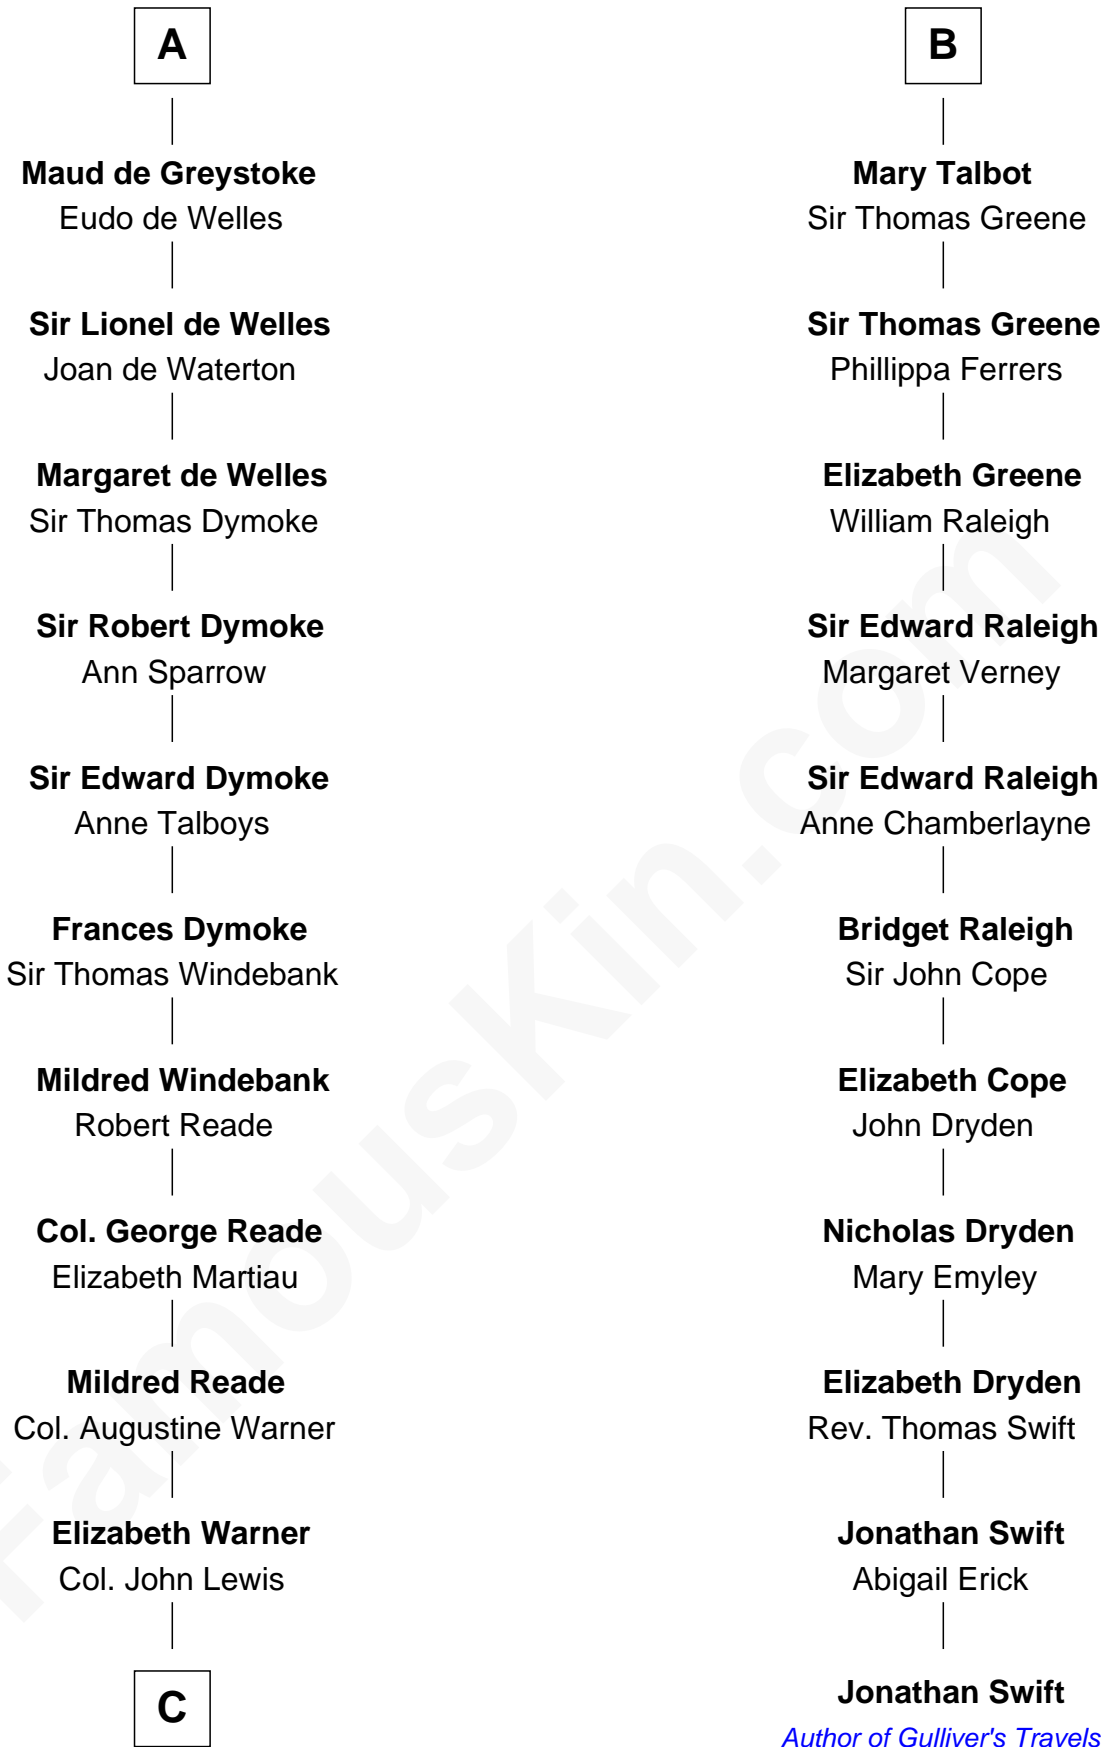 A
Maud de Greystoke
Eudo de Welles
Sir Lionel de Welles
Joan de Waterton
Margaret de Welles
Sir Thomas Dymoke
Sir Robert Dymoke
Ann Sparrow
Sir Edward Dymoke
Anne Talboys
Frances Dymoke
Sir Thomas Windebank
Mildred Windebank
Robert Reade
Col. George Reade
Elizabeth Martiau
Mildred Reade
Col. Augustine Warner
Elizabeth Warner
Col. John Lewis
C
B
Mary Talbot
Sir Thomas Greene
Sir Thomas Greene
Phillippa Ferrers
Elizabeth Greene
William Raleigh
Sir Edward Raleigh
Margaret Verney
Sir Edward Raleigh
Anne Chamberlayne
Bridget Raleigh
Sir John Cope
Elizabeth Cope
John Dryden
Nicholas Dryden
Mary Emyley
Elizabeth Dryden
Rev. Thomas Swift
Jonathan Swift
Abigail Erick
Jonathan Swift
Author of Gulliver's Travels
FamousKin.com